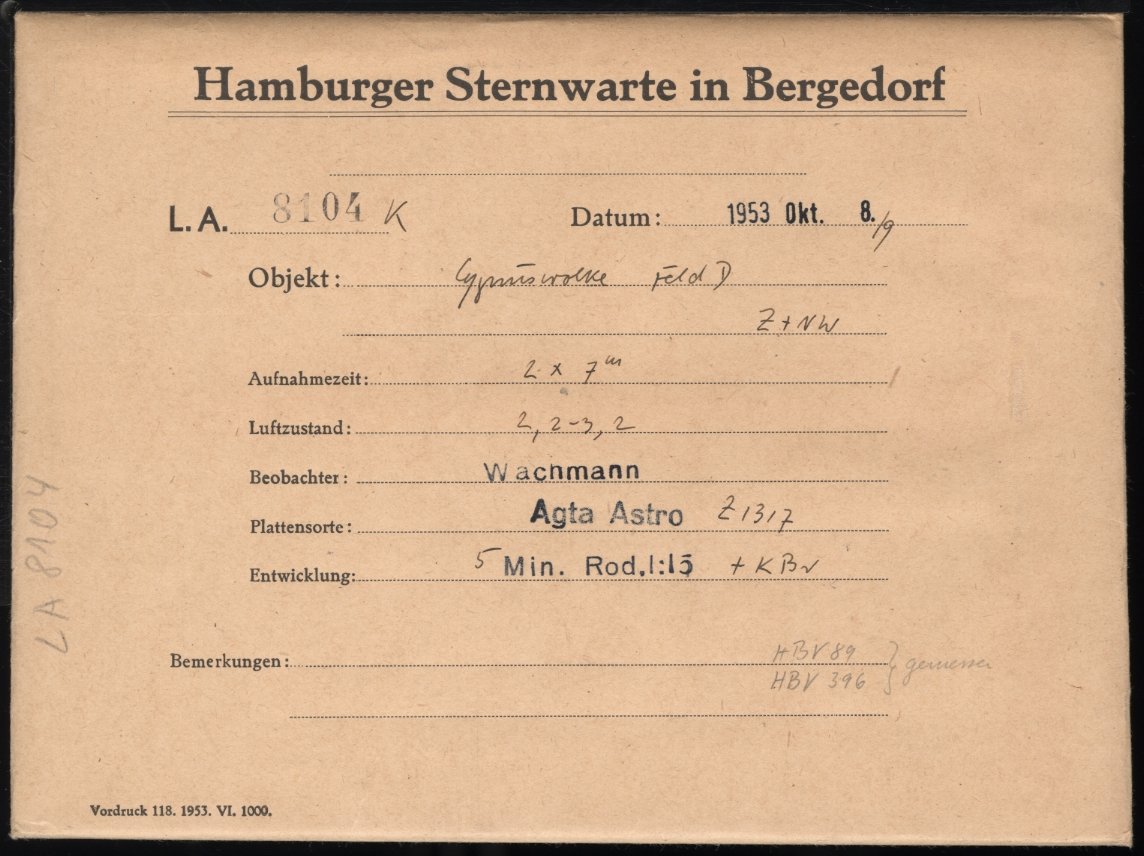 Hamburger Sternwarte in Bergedorf
L. A. 8104 K Datum: 1953 Okt. 8./9
Objekt: Cygnuswolke Feld D
Z + NW
Aufnahmezeit: 2 x 7ᵐ
Luftzustand: 2, 2-3, 2
Beobachter: Wachmann
Plattensorte: Agfa Astro Z1317
Entwicklung: 5 Min. Rod. 1:15 + KBr
LA 8104
Bemerkungen: HBV 89
HBV 396 } gemessen
Vordruck 118. 1953. VI. 1000.